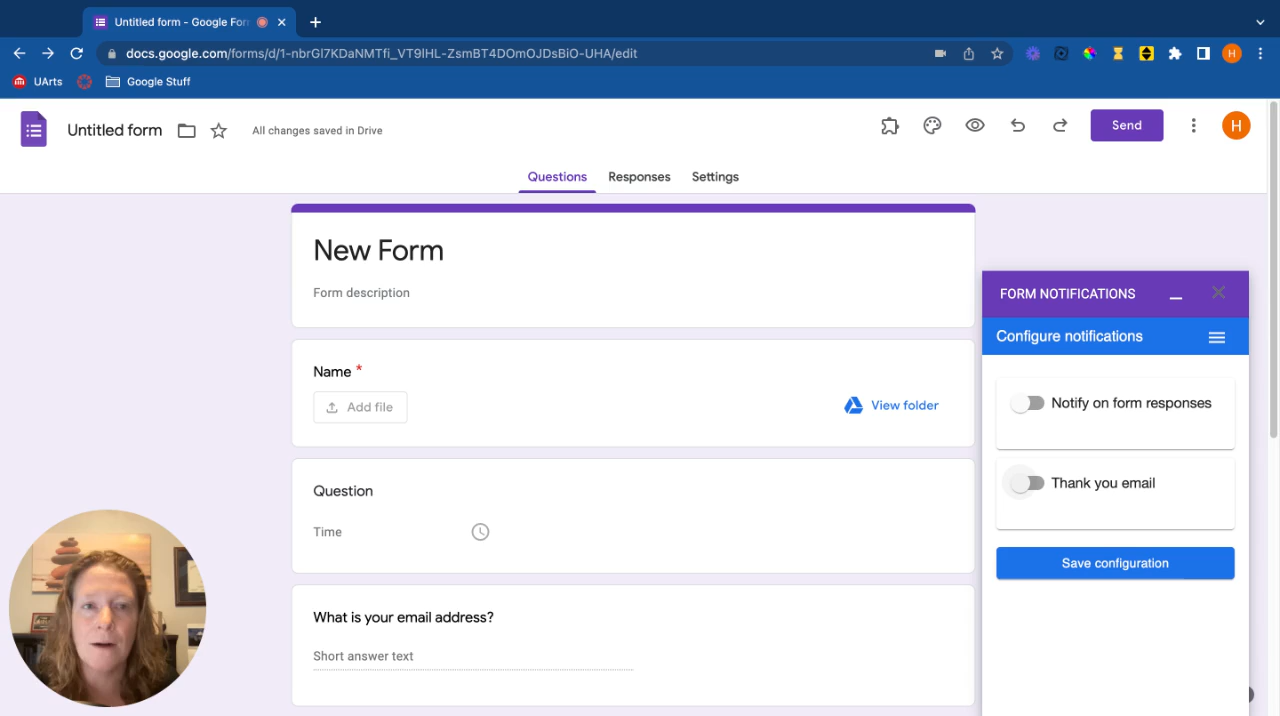 Untitled form - Google For
docs.google.com/forms/d/1-nbrGl7KDaNMTfi_VT9lHL-ZsmBT4DOmOJDsBiO-UHA/edit
H
UArts
Google Stuff
Untitled form
All changes saved in Drive
Send
H
Questions
Responses
Settings
New Form
Form description
Name *
Add file
View folder
Question
Time
What is your email address?
Short answer text
FORM NOTIFICATIONS
Configure notifications
Notify on form responses
Thank you email
Save configuration